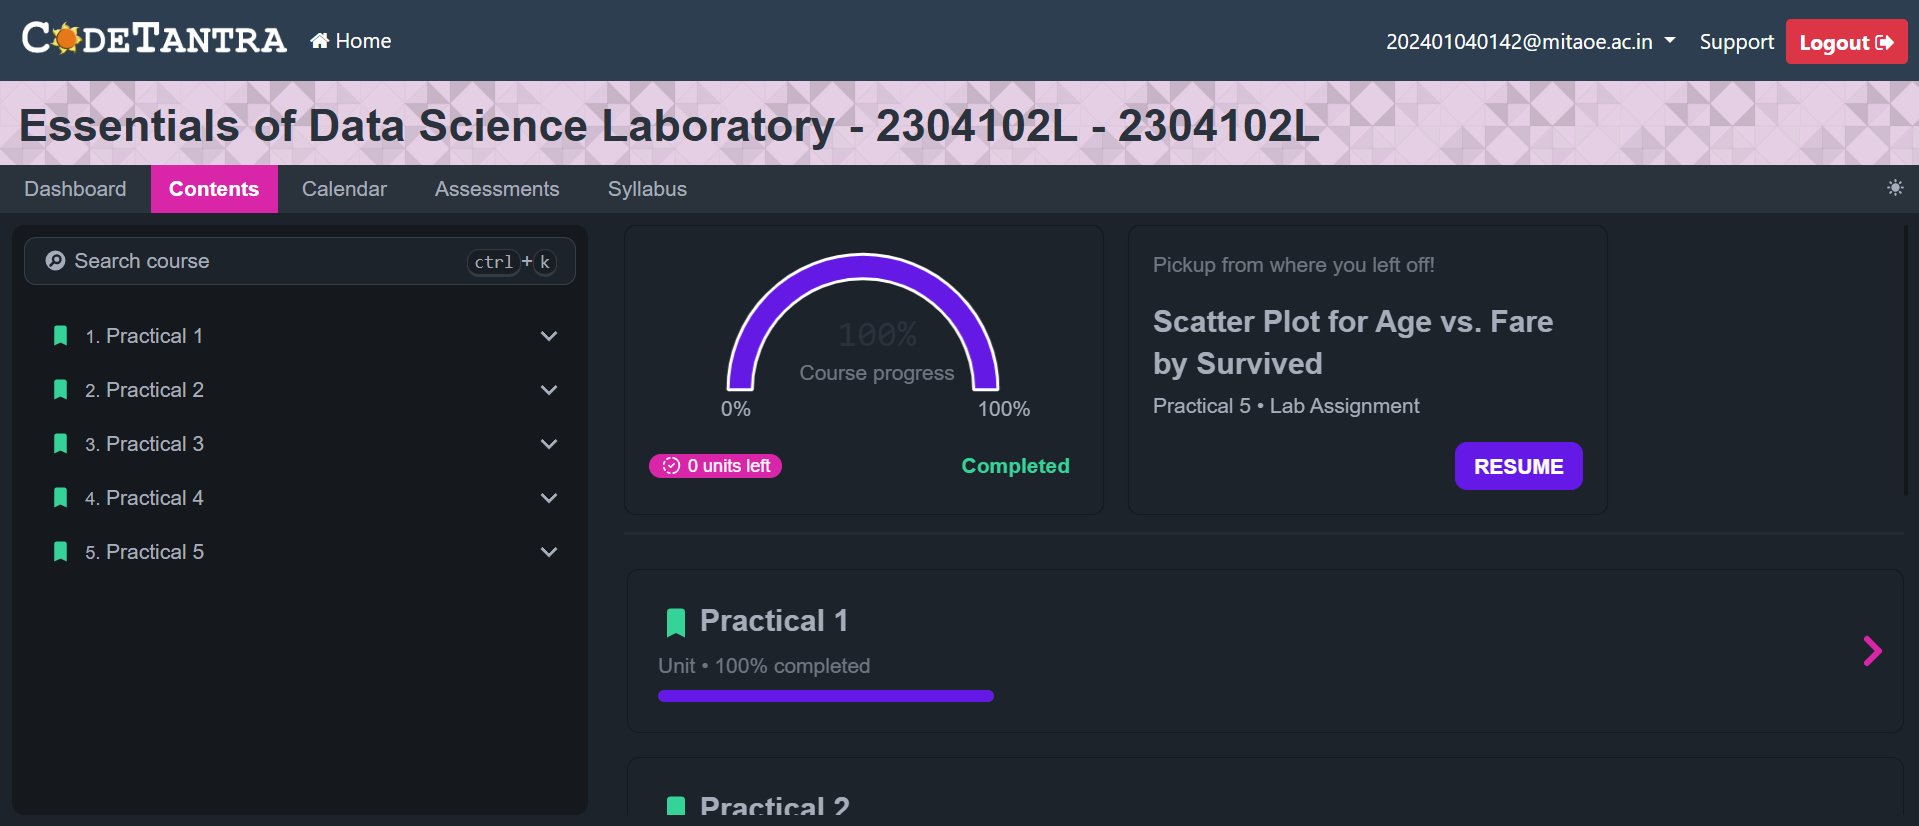 CODETANTRA
Home
202401040142@mitaoe.ac.in
Support
Logout
Essentials of Data Science Laboratory - 2304102L - 2304102L
Dashboard
Contents
Calendar
Assessments
Syllabus
Search course
ctrl+k
1. Practical 1
2. Practical 2
3. Practical 3
4. Practical 4
5. Practical 5
100%
Course progress
0%
100%
0 units left
Completed
Pickup from where you left off!
Scatter Plot for Age vs. Fare
by Survived
Practical 5 • Lab Assignment
RESUME
Practical 1
Unit • 100% completed
Practical 2